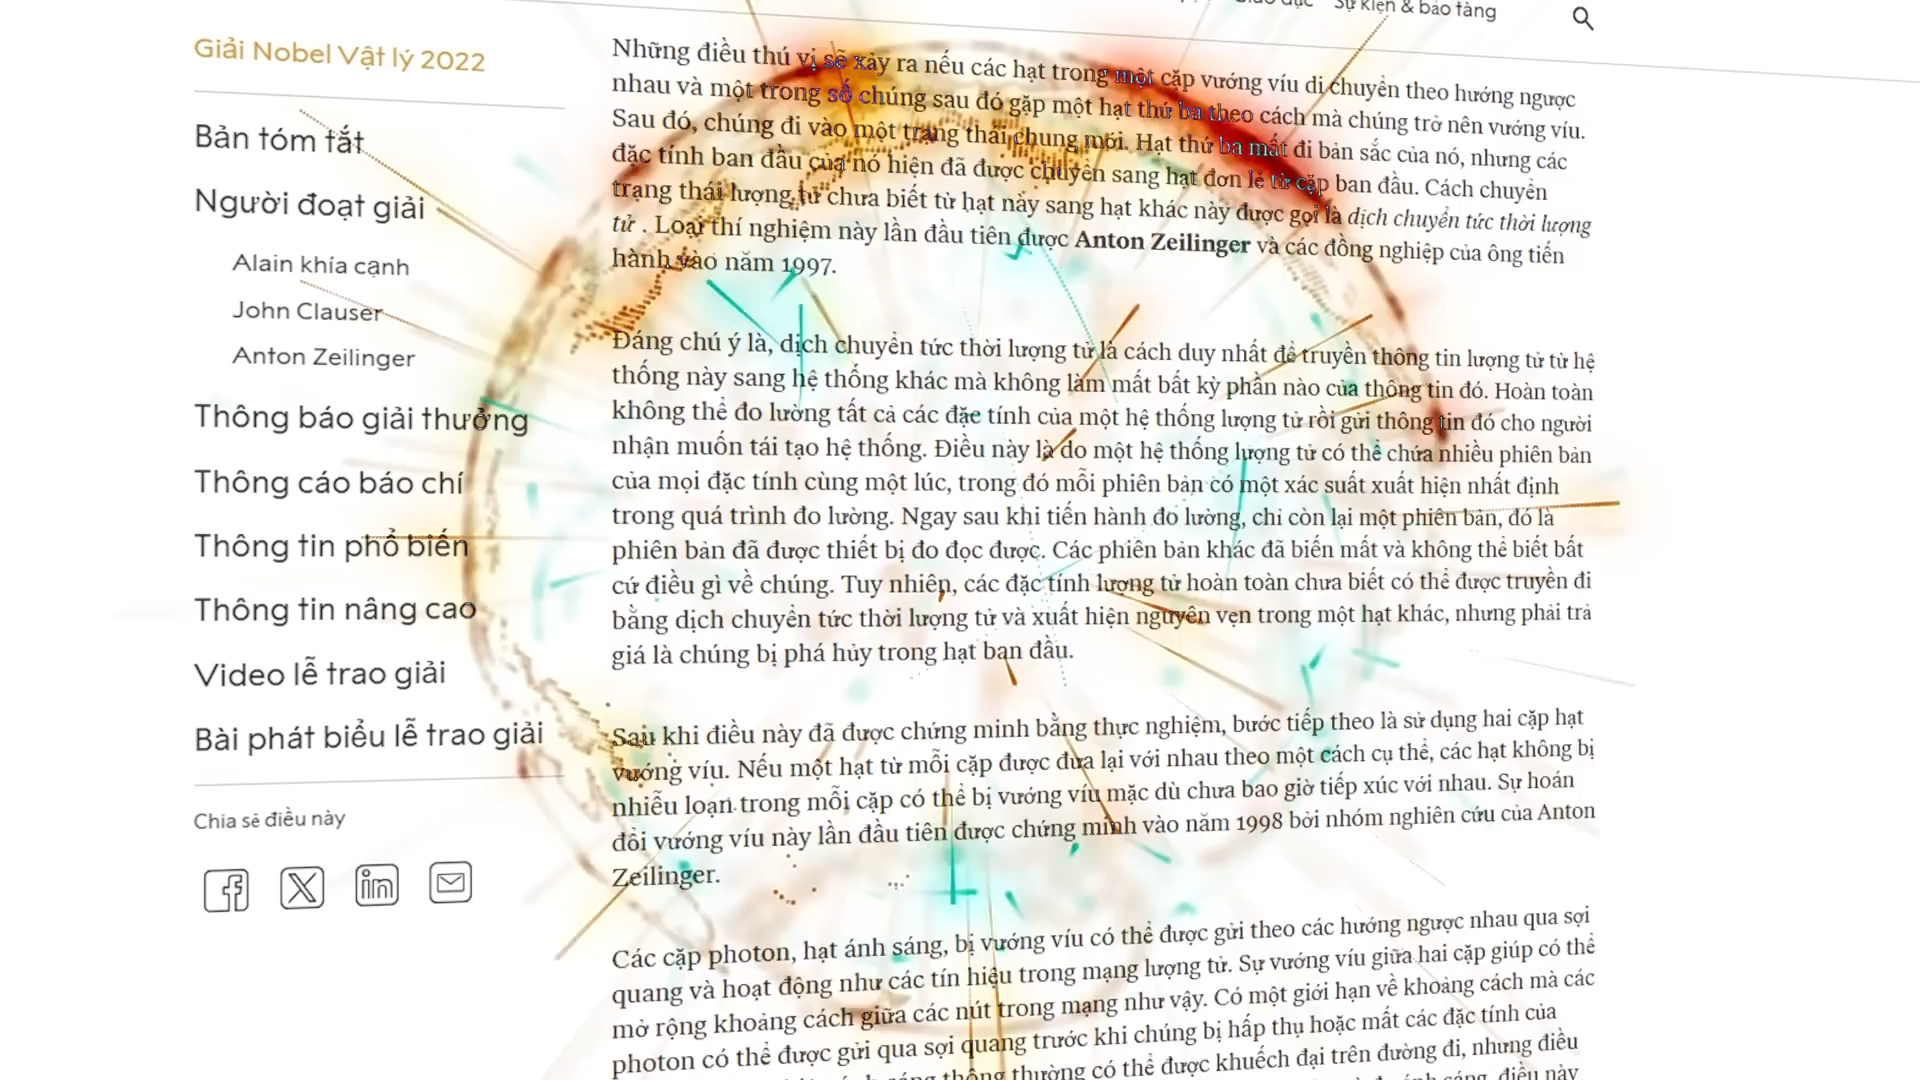 Sự kiện & bảo tàng
Giải Nobel Vật lý 2022
Bản tóm tắt
Người đoạt giải
Alain khía cạnh
John Clauser
Anton Zeilinger
Thông báo giải thưởng
Thông cáo báo chí
Thông tin phổ biến
Thông tin nâng cao
Video lễ trao giải
Bài phát biểu lễ trao giải
Chia sẻ điều này
Những điều thú vị sẽ xảy ra nếu các hạt trong một cặp vướng víu di chuyển theo hướng ngược
nhau và một trong số chúng sau đó gặp một hạt thứ ba theo cách mà chúng trở nên vướng víu.
Sau đó, chúng đi vào một trạng thái chung mới. Hạt thứ ba mất đi bản sắc của nó, nhưng các
đặc tính ban đầu của nó hiện đã được chuyển sang hạt đơn lẻ từ cặp ban đầu. Cách chuyển
trạng thái lượng tử chưa biết từ hạt này sang hạt khác này được gọi là dịch chuyển tức thời lượng
tử . Loại thí nghiệm này lần đầu tiên được Anton Zeilinger và các đồng nghiệp của ông tiến
hành vào năm 1997.
Đáng chú ý là, dịch chuyển tức thời lượng tử là cách duy nhất để truyền thông tin lượng tử từ hệ
thống này sang hệ thống khác mà không làm mất bất kỳ phần nào của thông tin đó. Hoàn toàn
không thể đo lường tất cả các đặc tính của một hệ thống lượng tử rồi gửi thông tin đó cho người
nhận muốn tái tạo hệ thống. Điều này là do một hệ thống lượng tử có thể chứa nhiều phiên bản
của mọi đặc tính cùng một lúc, trong đó mỗi phiên bản có một xác suất xuất hiện nhất định
trong quá trình đo lường. Ngay sau khi tiến hành đo lường, chỉ còn lại một phiên bản, đó là
phiên bản đã được thiết bị đo đọc được. Các phiên bản khác đã biến mất và không thể biết bất
cứ điều gì về chúng. Tuy nhiên, các đặc tính lượng tử hoàn toàn chưa biết có thể được truyền đi
bằng dịch chuyển tức thời lượng tử và xuất hiện nguyên vẹn trong một hạt khác, nhưng phải trả
giá là chúng bị phá hủy trong hạt ban đầu.
Sau khi điều này đã được chứng minh bằng thực nghiệm, bước tiếp theo là sử dụng hai cặp hạt
vướng víu. Nếu một hạt từ mỗi cặp được đưa lại với nhau theo một cách cụ thể, các hạt không bị
nhiễu loạn trong mỗi cặp có thể bị vướng víu mặc dù chưa bao giờ tiếp xúc với nhau. Sự hoán
đổi vướng víu này lần đầu tiên được chứng minh vào năm 1998 bởi nhóm nghiên cứu của Anton
Zeilinger.
Các cặp photon, hạt ánh sáng, bị vướng víu có thể được gửi theo các hướng ngược nhau qua sợi
quang và hoạt động như các tín hiệu trong mạng lượng tử. Sự vướng víu giữa hai cặp giúp có thể
mở rộng khoảng cách giữa các nút trong mạng như vậy. Có một giới hạn về khoảng cách mà các
photon có thể được gửi qua sợi quang trước khi chúng bị hấp thụ hoặc mất các đặc tính của
thông thường có thể được khuếch đại trên đường đi, nhưng điều